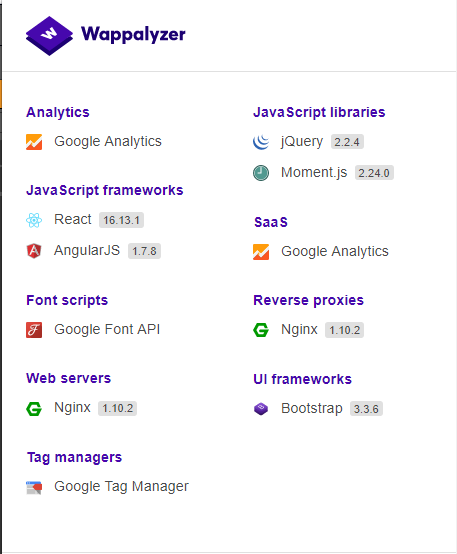 Wappalyzer
Analytics
Google Analytics
JavaScript frameworks
React 16.13.1
AngularJS 1.7.8
Font scripts
Google Font API
Web servers
Nginx 1.10.2
Tag managers
Google Tag Manager
JavaScript libraries
jQuery 2.2.4
Moment.js 2.24.0
SaaS
Google Analytics
Reverse proxies
Nginx 1.10.2
UI frameworks
Bootstrap 3.3.6